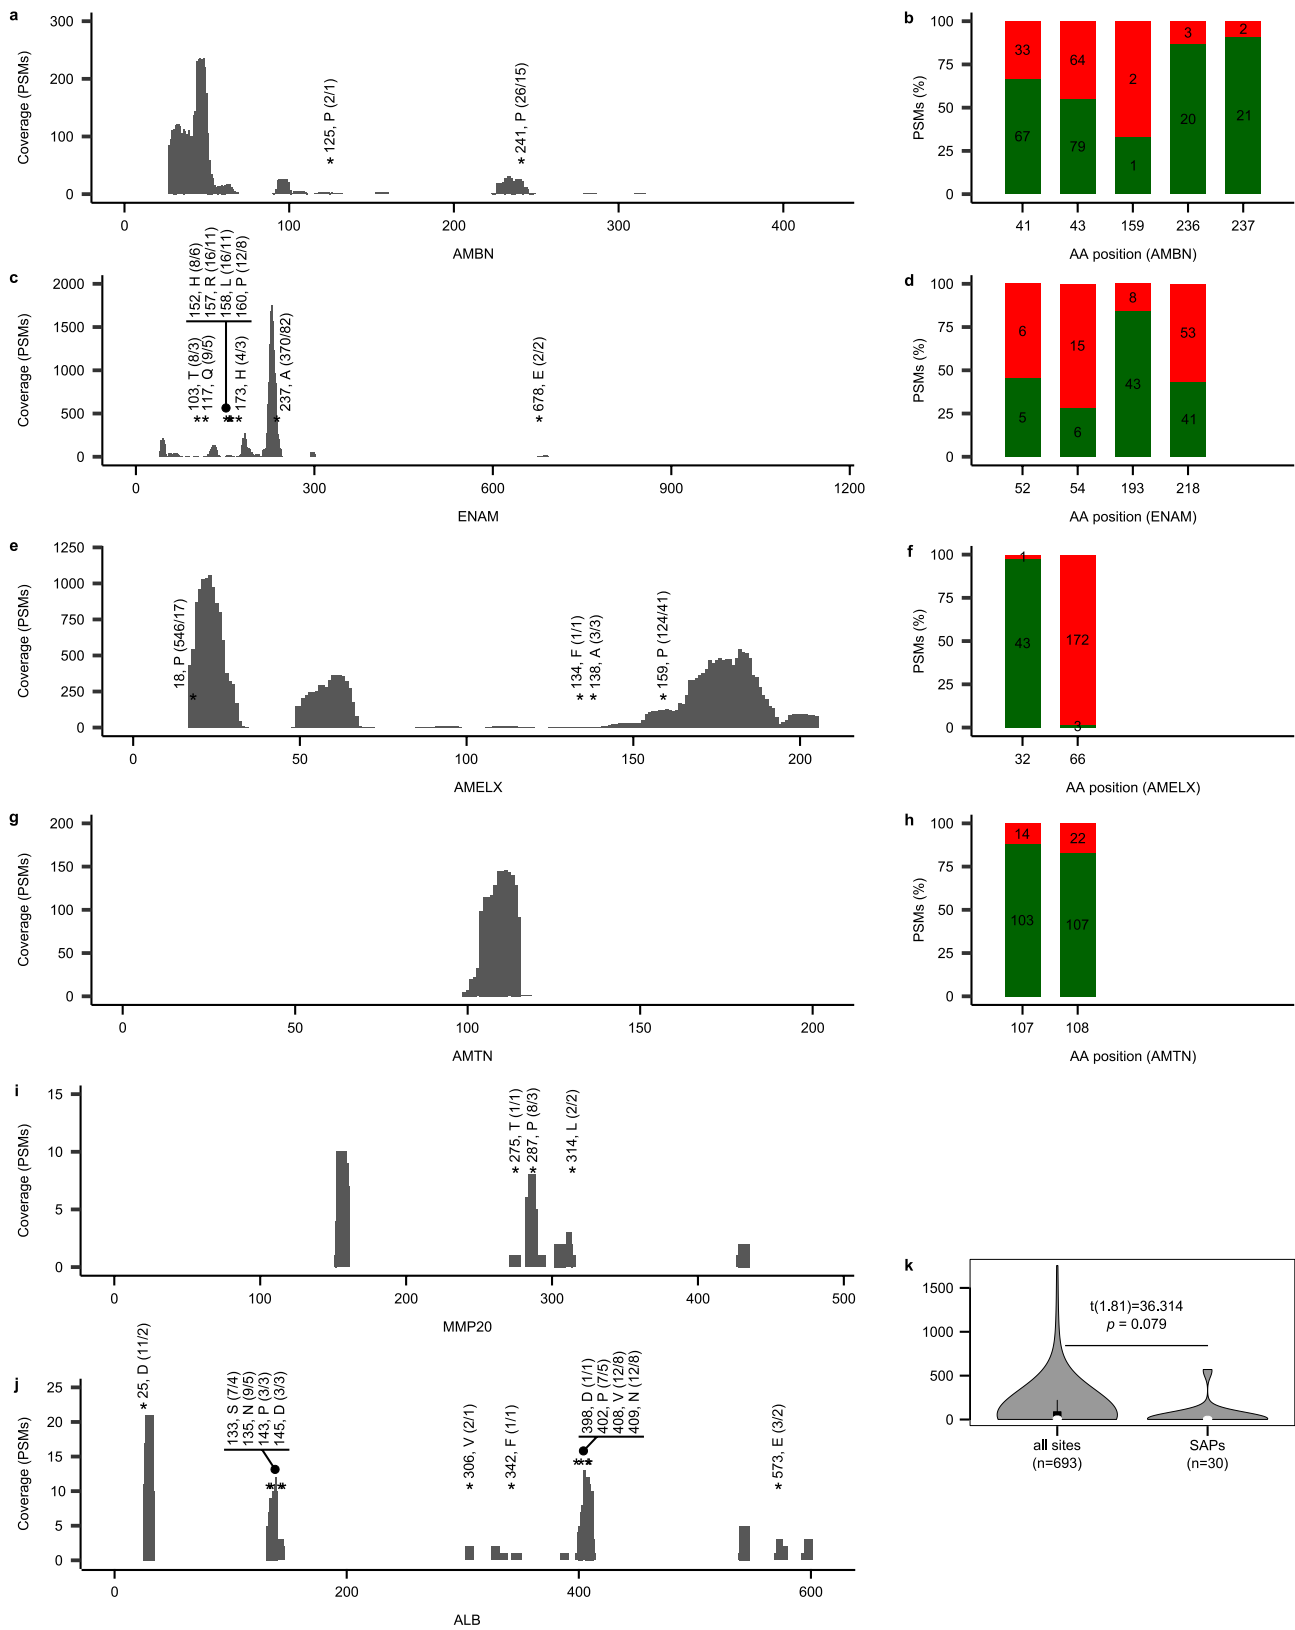 a
Coverage (PSMs)
300
200
100
0
* 125, P (2/1)
* 241, P (26/15)
0 100 200 300 400
AMBN
b
PSMs (%)
100
75
50
25
0
33 64 2 3 2
67 79 1 20 21
41 43 159 236 237
AA position (AMBN)
c
Coverage (PSMs)
2000
1500
1000
500
0
152, H (8/6)
157, R (16/11)
158, L (16/11)
160, P (12/8)
* 103, T (8/3)
* 117, Q (9/5)
* 173, H (4/3)
* 237, A (370/82)
* 678, E (2/2)
0 300 600 900 1200
ENAM
d
PSMs (%)
100
75
50
25
0
6 15 8 53
5 6 43 41
52 54 193 218
AA position (ENAM)
e
Coverage (PSMs)
1250
1000
750
500
250
0
18, P (546/17)
*
* 134, F (1/1)
* 138, A (3/3)
* 159, P (124/41)
0 50 100 150 200
AMELX
f
PSMs (%)
100
75
50
25
0
1 172
43 3
32 66
AA position (AMELX)
g
Coverage (PSMs)
200
150
100
50
0
0 50 100 150 200
AMTN
h
PSMs (%)
100
75
50
25
0
14 22
103 107
107 108
AA position (AMTN)
i
Coverage (PSMs)
15
10
5
0
* 275, T (1/1)
* 287, P (8/3)
* 314, L (2/2)
0 100 200 300 400 500
MMP20
j
Coverage (PSMs)
25
20
15
10
5
0
* 25, D (11/2)
133, S (7/4)
135, N (9/5)
143, P (3/3)
145, D (3/3)
* 306, V (2/1)
* 342, F (1/1)
398, D (1/1)
402, P (7/5)
408, V (12/8)
409, N (12/8)
* 573, E (3/2)
0 200 400 600
ALB
k
1500
1000
500
0
t(1.81)=36.314
p = 0.079
all sites SAPs
(n=693) (n=30)